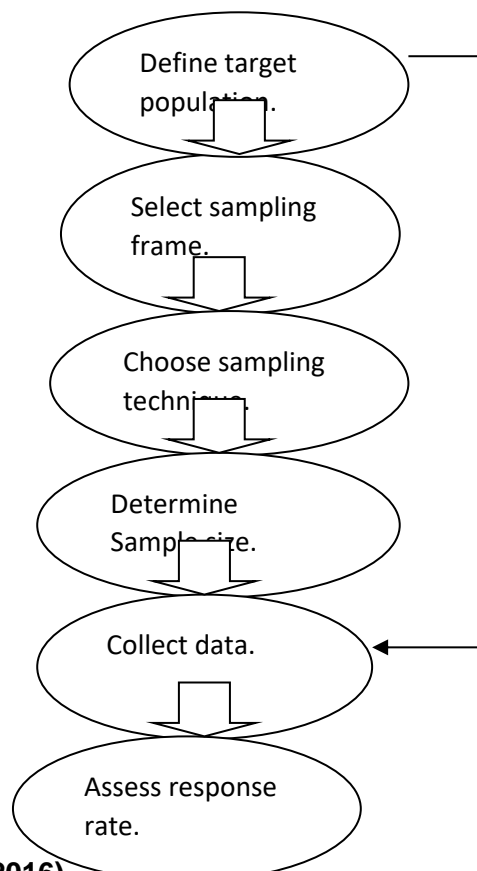 Define target
population.
Select sampling
frame.
Choose sampling
technique.
Determine
Sample size.
Collect data.
Assess response
rate.
2016)